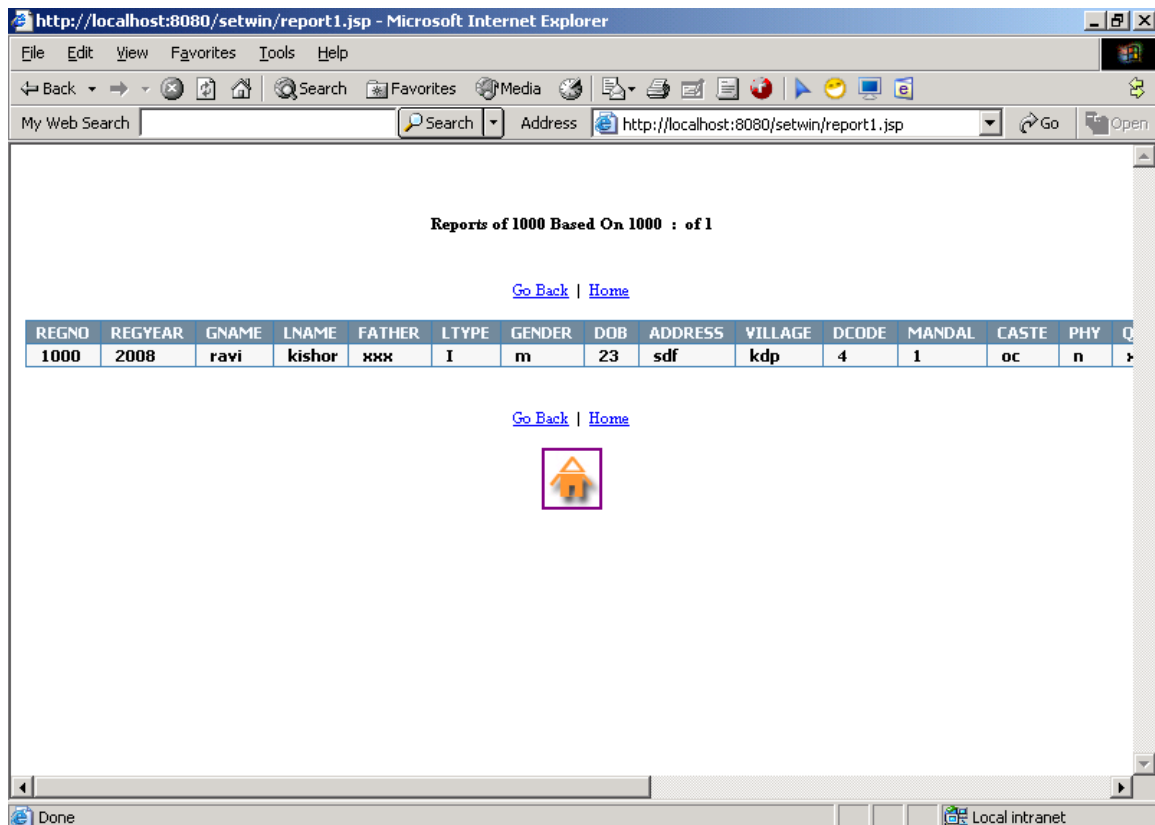 http://localhost:8080/setwin/report1.jsp - Microsoft Internet Explorer
File Edit View Favorites Tools Help
Back Search Favorites Media
My Web Search Search Address http://localhost:8080/setwin/report1.jsp Go Open
Reports of 1000 Based On 1000 : of 1
Go Back | Home
REGNO REGYEAR GNAME LNAME FATHER LTYPE GENDER DOB ADDRESS VILLAGE DCODE MANDAL CASTE PHY
1000 2008 ravi kishor xxx I m 23 sdf kdp 4 1 oc n
Go Back | Home
Done Local intranet